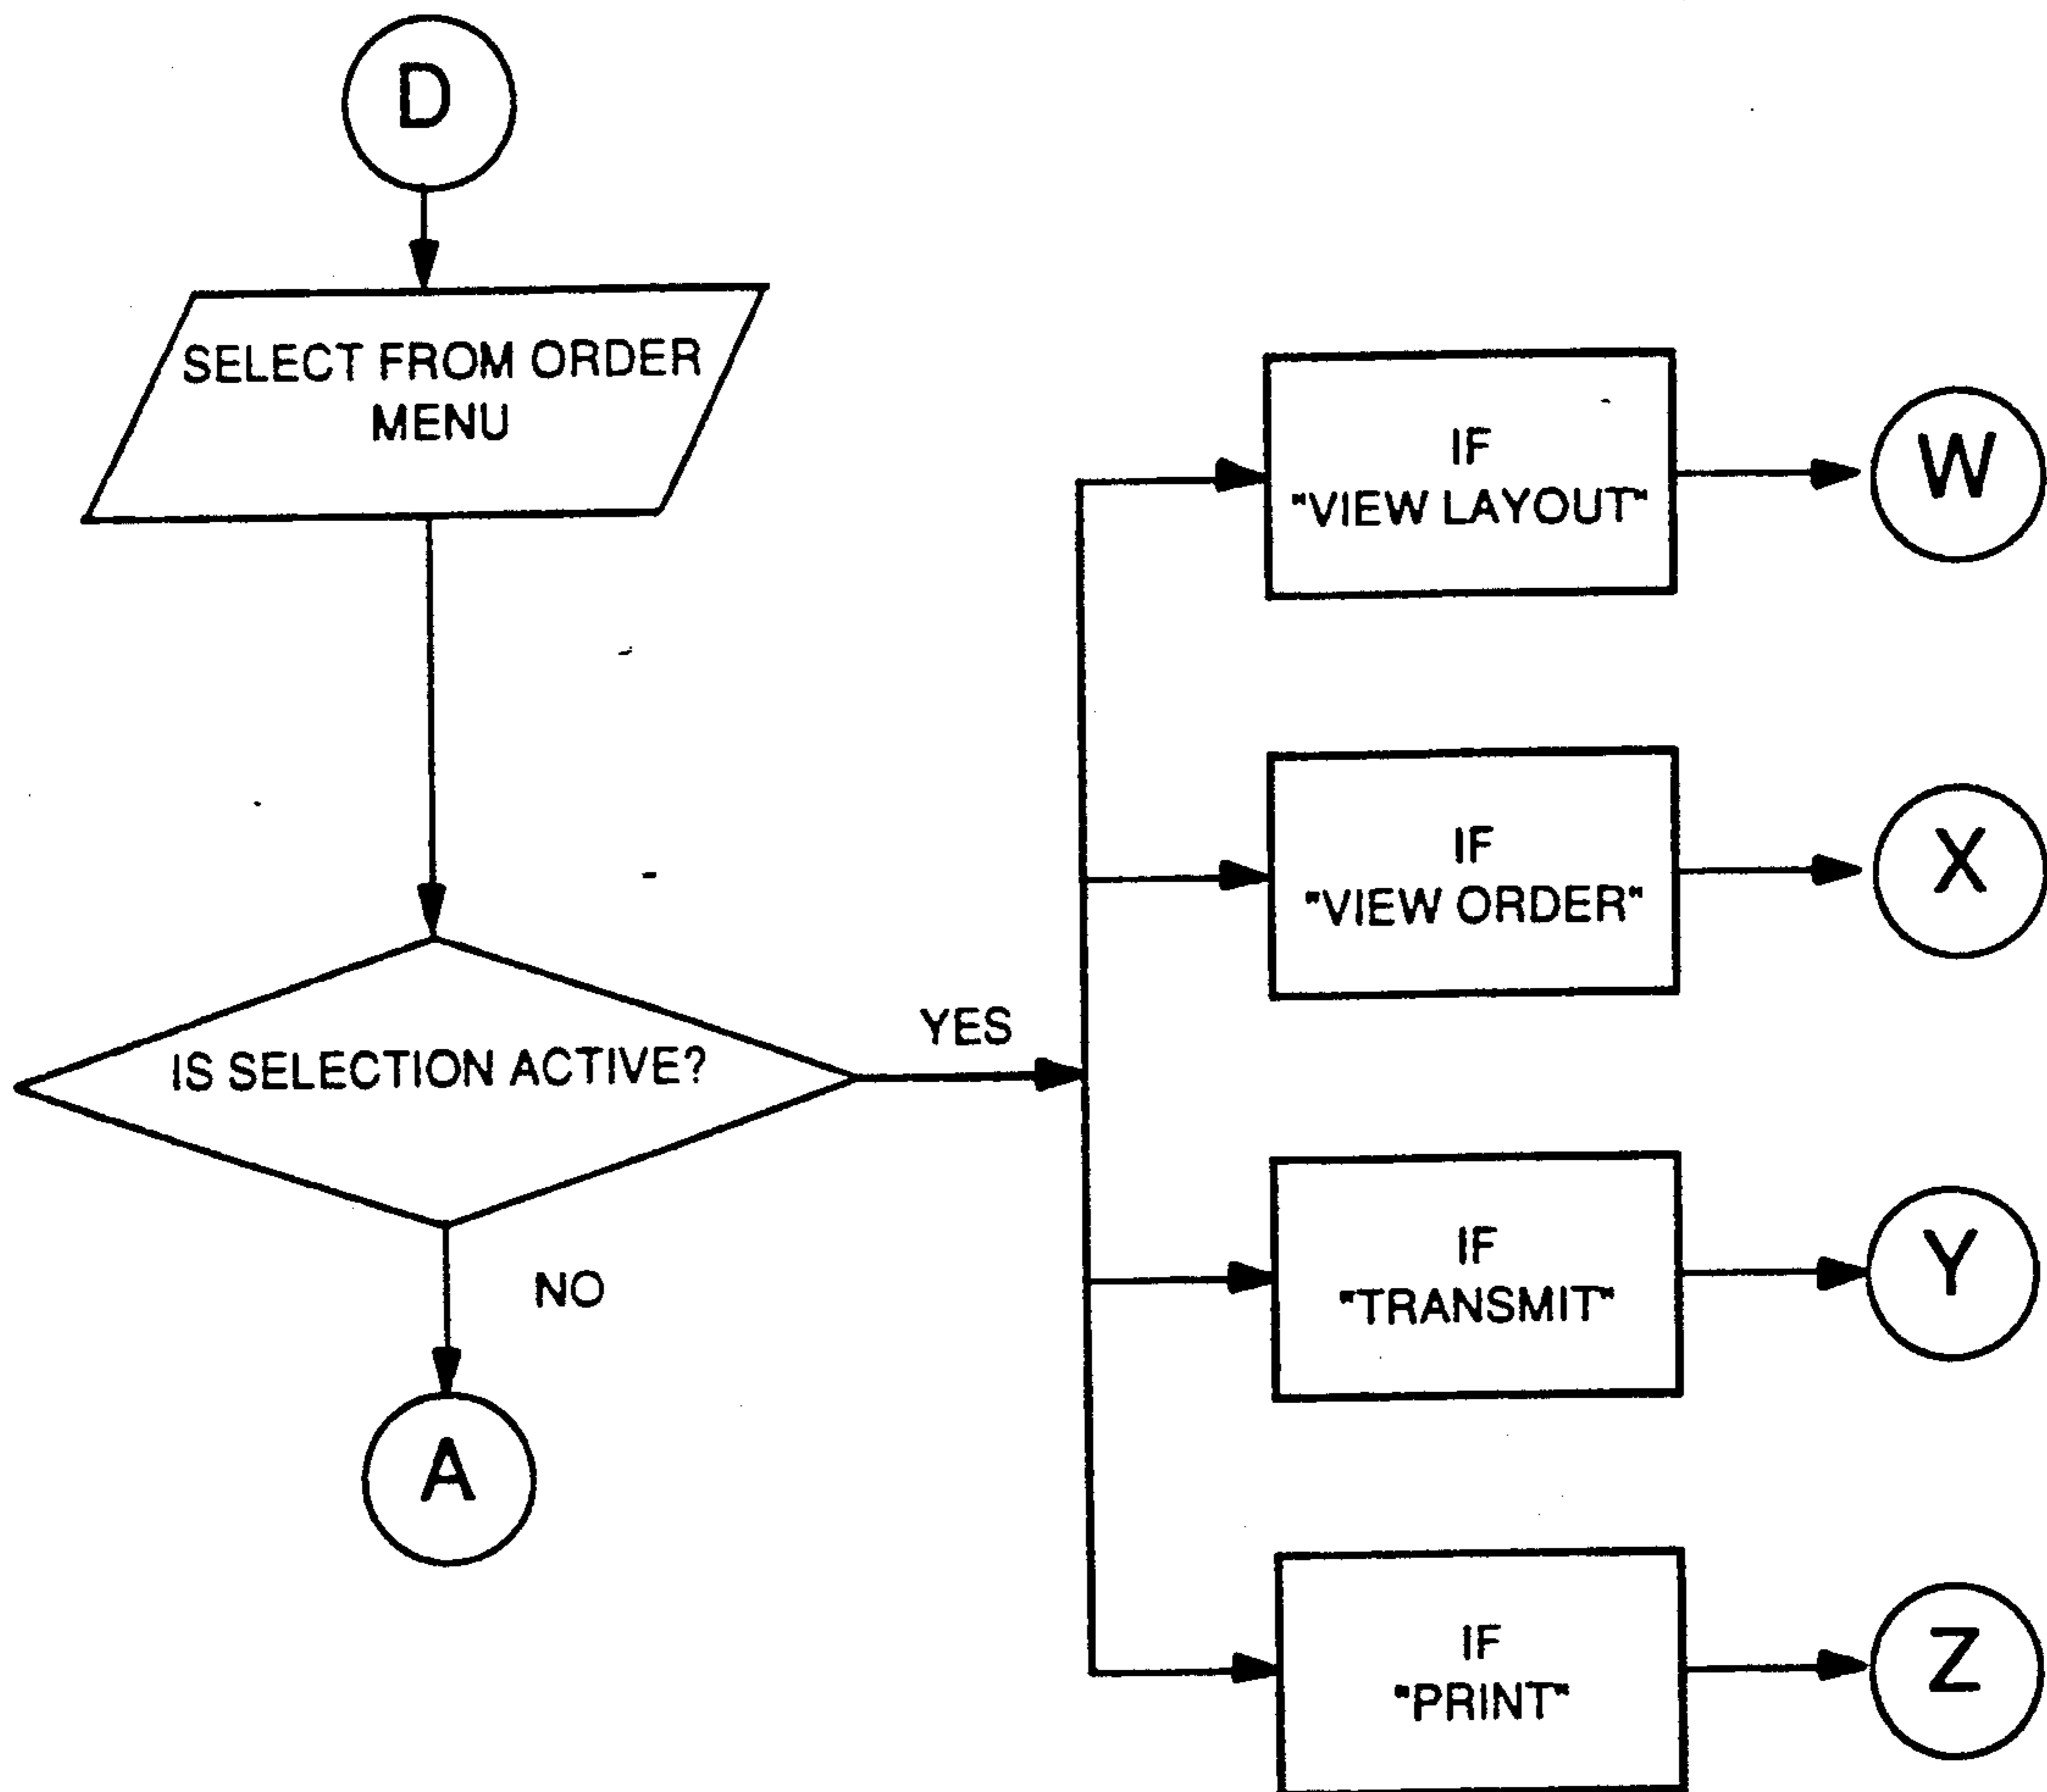 D
SELECT FROM ORDER
MENU
IS SELECTION ACTIVE?
YES
NO
A
IF
"VIEW LAYOUT"
W
IF
"VIEW ORDER"
X
IF
"TRANSMIT"
Y
IF
"PRINT"
Z